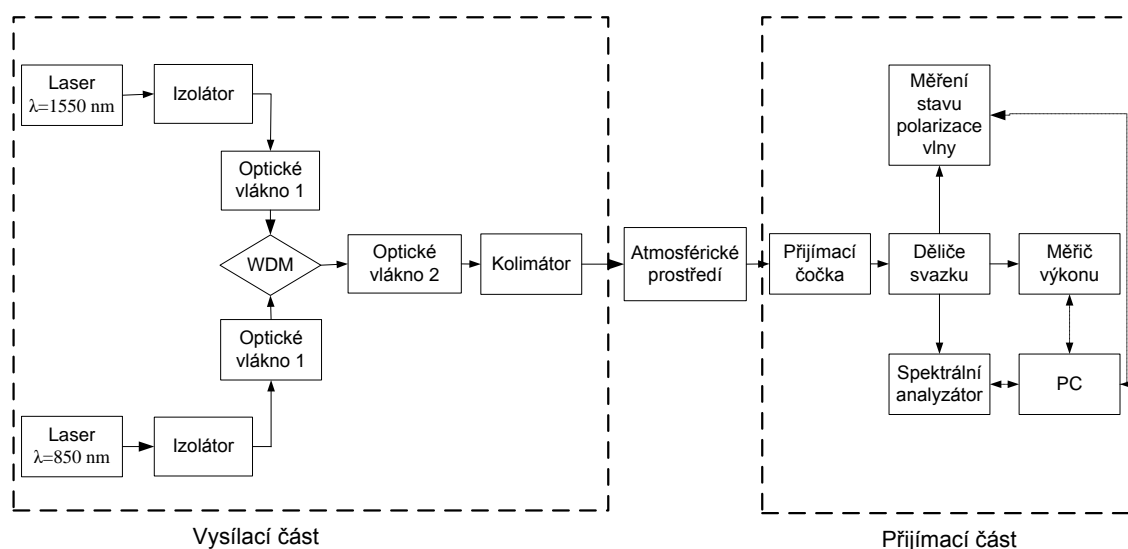 Laser
λ=1550 nm
Izolátor
Optické
vlákno 1
WDM
Optické
vlákno 2
Kolimátor
Optické
vlákno 1
Laser
λ=850 nm
Izolátor
Vysílací část
Atmosférické
prostředí
Měření
stavu
polarizace
vlny
Přijímací
čočka
Děliče
svazku
Měřič
výkonu
Spektrální
analyzátor
PC
Přijímací část